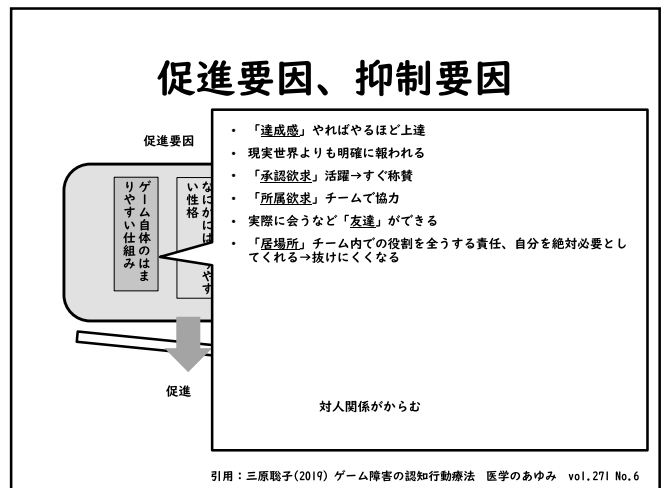 促進要因、抑制要因
促進要因
ゲーム自体のはま
りやすい仕組み
い性格
・「達成感」やればやるほど上達
・現実世界よりも明確に報われる
・「承認欲求」活躍→すぐ称賛
・「所属欲求」チームで協力
・実際に会うなど「友達」ができる
・「居場所」チーム内での役割を全うする責任、自分を絶対必要とし
てくれる→抜けにくくなる
対人関係がからむ
促進
引用：三原聡子(2019) ゲーム障害の認知行動療法　医学のあゆみ　vol.271 No.6